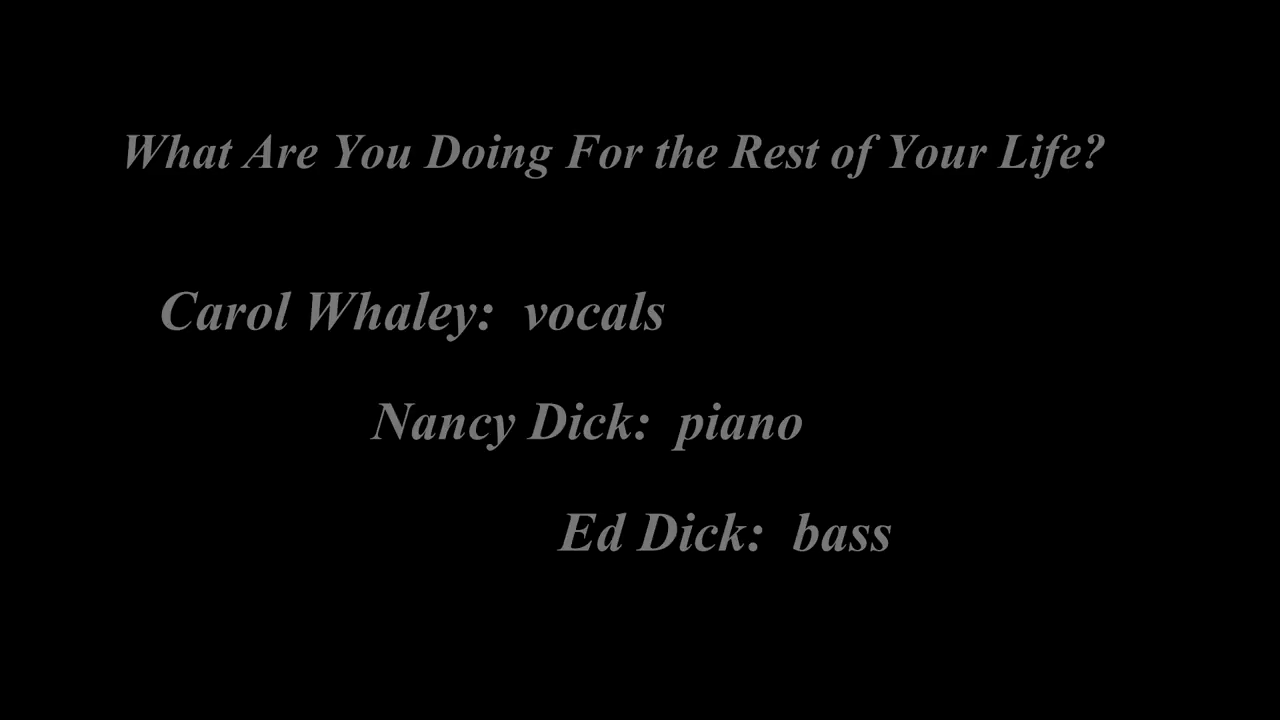 What Are You Doing For the Rest of Your Life?
Carol Whaley: vocals
Nancy Dick: piano
Ed Dick: bass